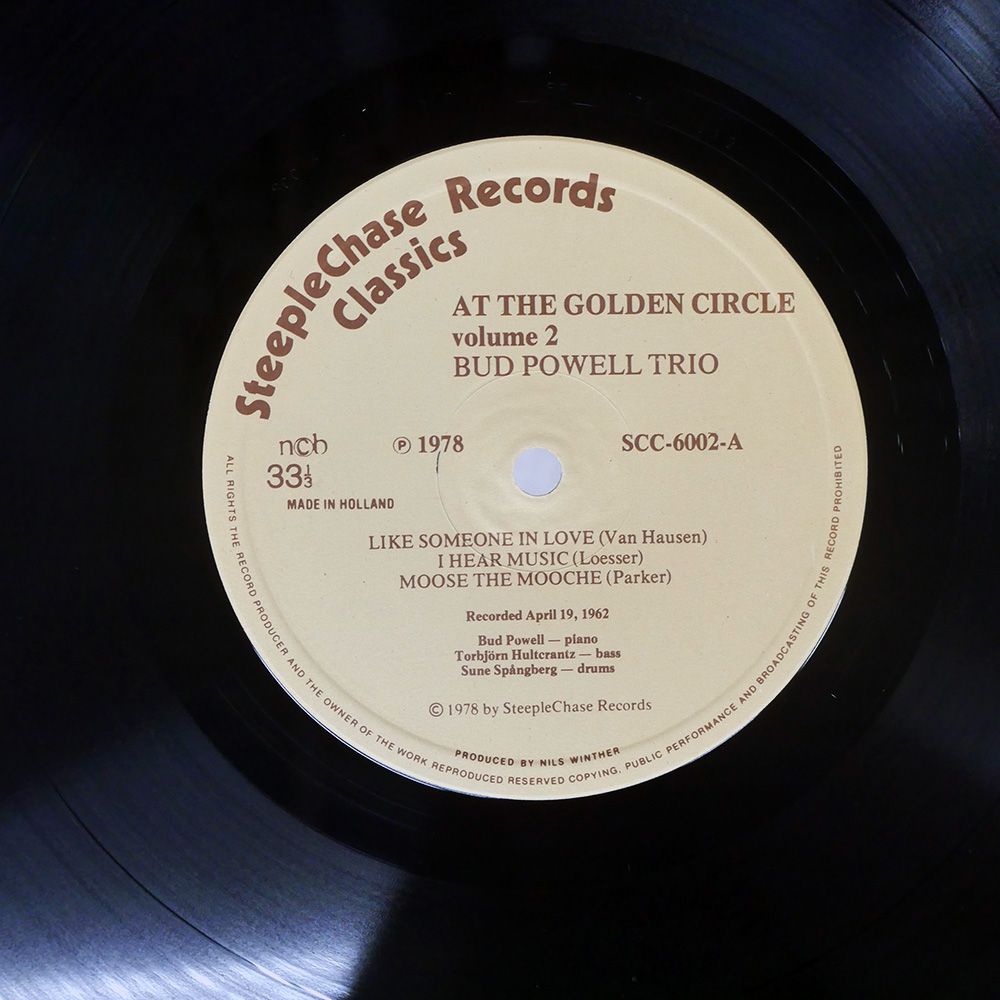 SteepleChase Records
Classics
AT THE GOLDEN CIRCLE
volume 2
BUD POWELL TRIO
ncb
Ⓟ 1978
SCC-6002-A
33⅓
MADE IN HOLLAND
LIKE SOMEONE IN LOVE (Van Hausen)
I HEAR MUSIC (Loesser)
MOOSE THE MOOCHE (Parker)
Recorded April 19, 1962
Bud Powell — piano
Torbjörn Hultcrantz — bass
Sune Spångberg — drums
© 1978 by SteepleChase Records
PRODUCED BY NILS WINTHER
ALL RIGHTS THE RECORD PRODUCER AND THE OWNER OF THE WORK REPRODUCED RESERVED COPYING, PUBLIC PERFORMANCE AND BROADCASTING OF THIS RECORD PROHIBITED